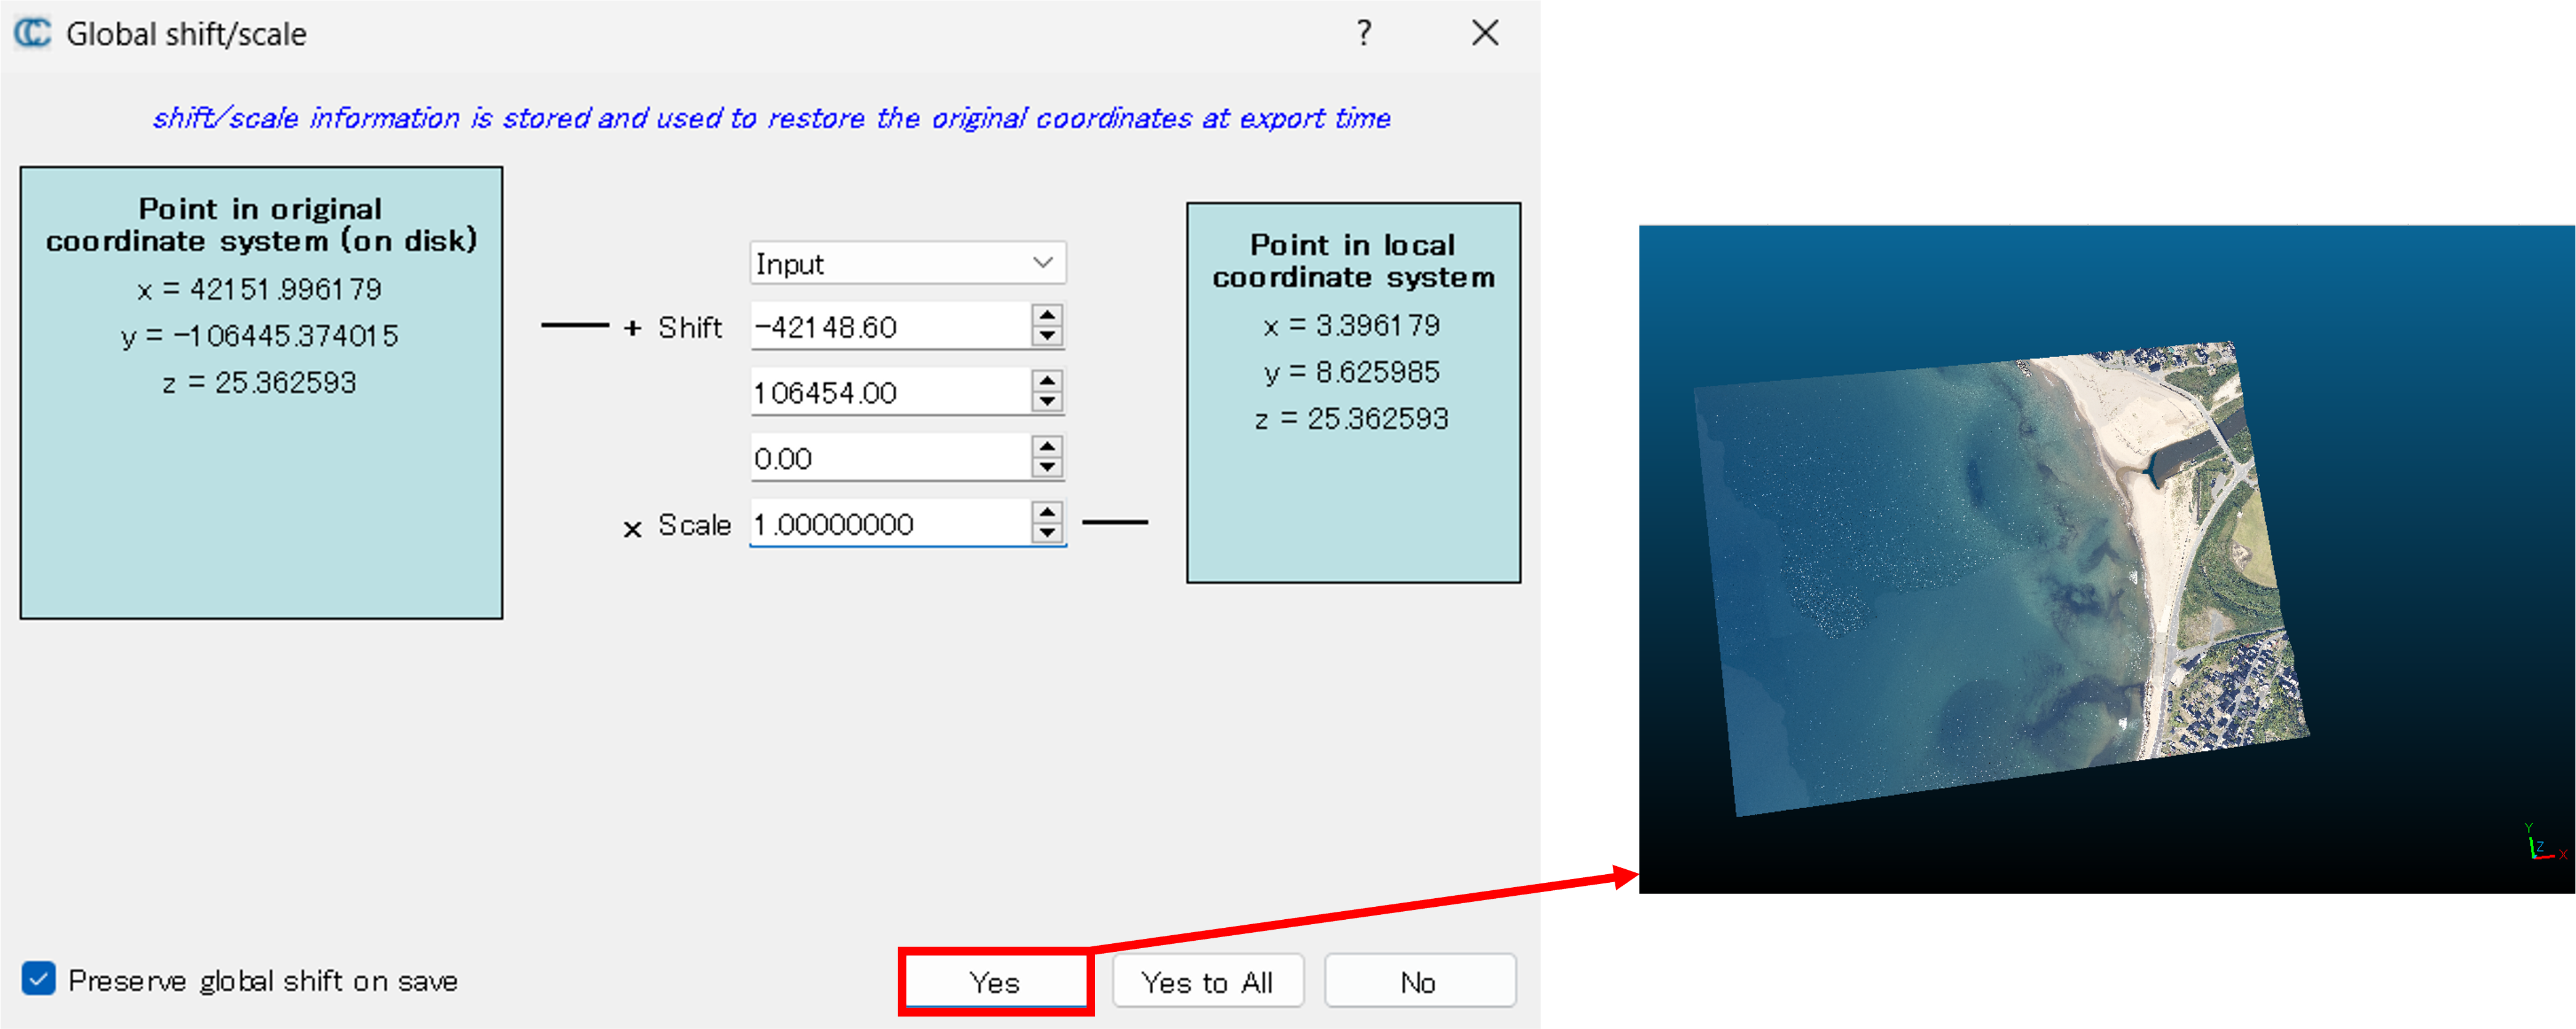 Global shift/scale
?
shift/scale information is stored and used to restore the original coordinates at export time
Point in original
coordinate system (on disk)
x = 42151.996179
y = -106445.374015
z = 25.362593
Input
+ Shift -42148.60
106454.00
0.00
x Scale 1.00000000
Point in local
coordinate system
x = 3.396179
y = 8.625985
z = 25.362593
Preserve global shift on save
Yes
Yes to All
No
Y
Z
X